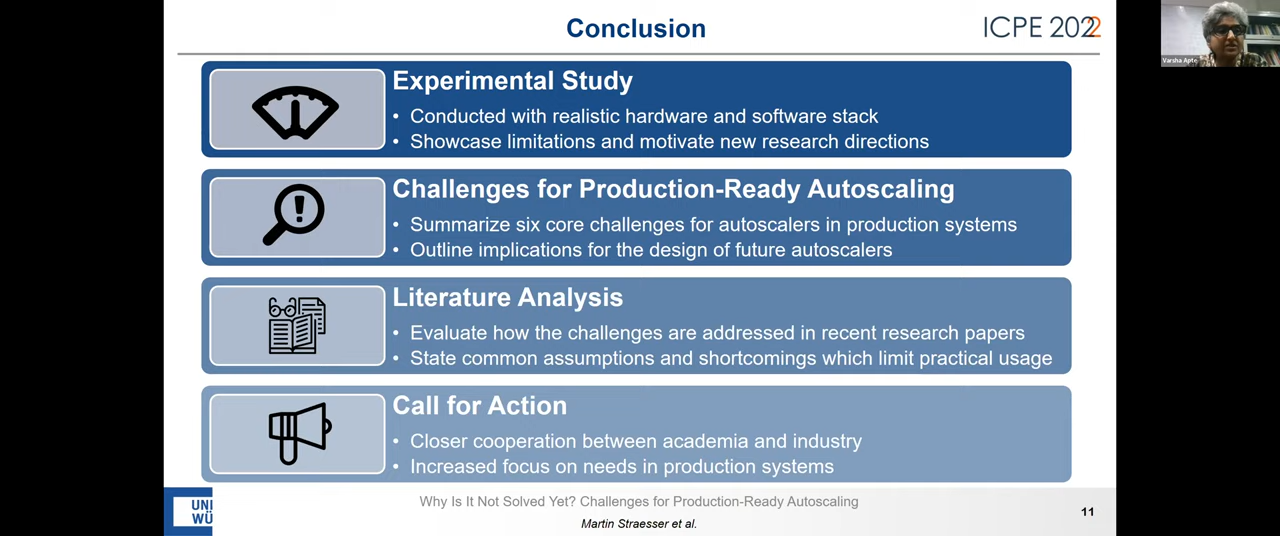 Conclusion
ICPE 2022
Varsha Apte
Experimental Study
• Conducted with realistic hardware and software stack
• Showcase limitations and motivate new research directions
Challenges for Production-Ready Autoscaling
• Summarize six core challenges for autoscalers in production systems
• Outline implications for the design of future autoscalers
Literature Analysis
• Evaluate how the challenges are addressed in recent research papers
• State common assumptions and shortcomings which limit practical usage
Call for Action
• Closer cooperation between academia and industry
• Increased focus on needs in production systems
UNI
WÜ
Why Is It Not Solved Yet? Challenges for Production-Ready Autoscaling
Martin Straesser et al.
11